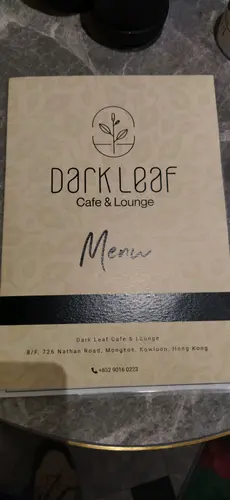 Dark Leaf
Cafe & Lounge
Menu
Dark Leaf Cafe & Lounge
8/F, 726 Nathan Road, Mongkok, Kowloon, Hong Kong
+852 9016 0223